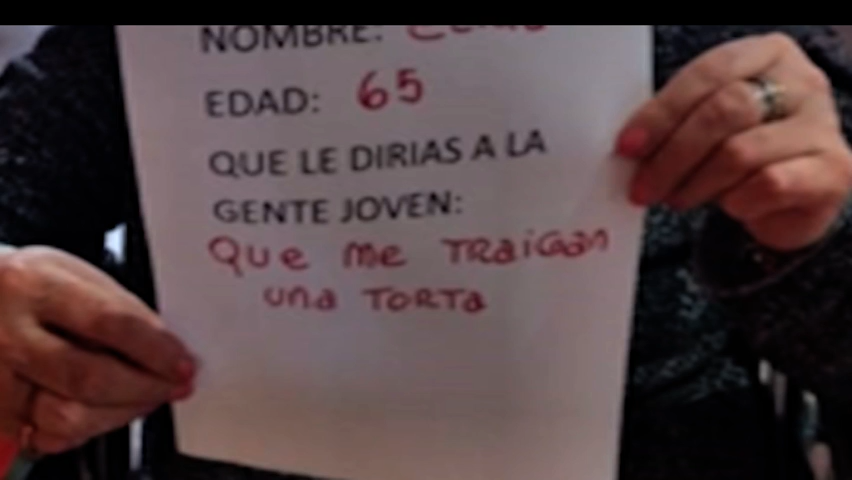 NOMBRE:
EDAD: 65
QUE LE DIRIAS A LA
GENTE JOVEN:
Que me TRaiGan
una TORTa